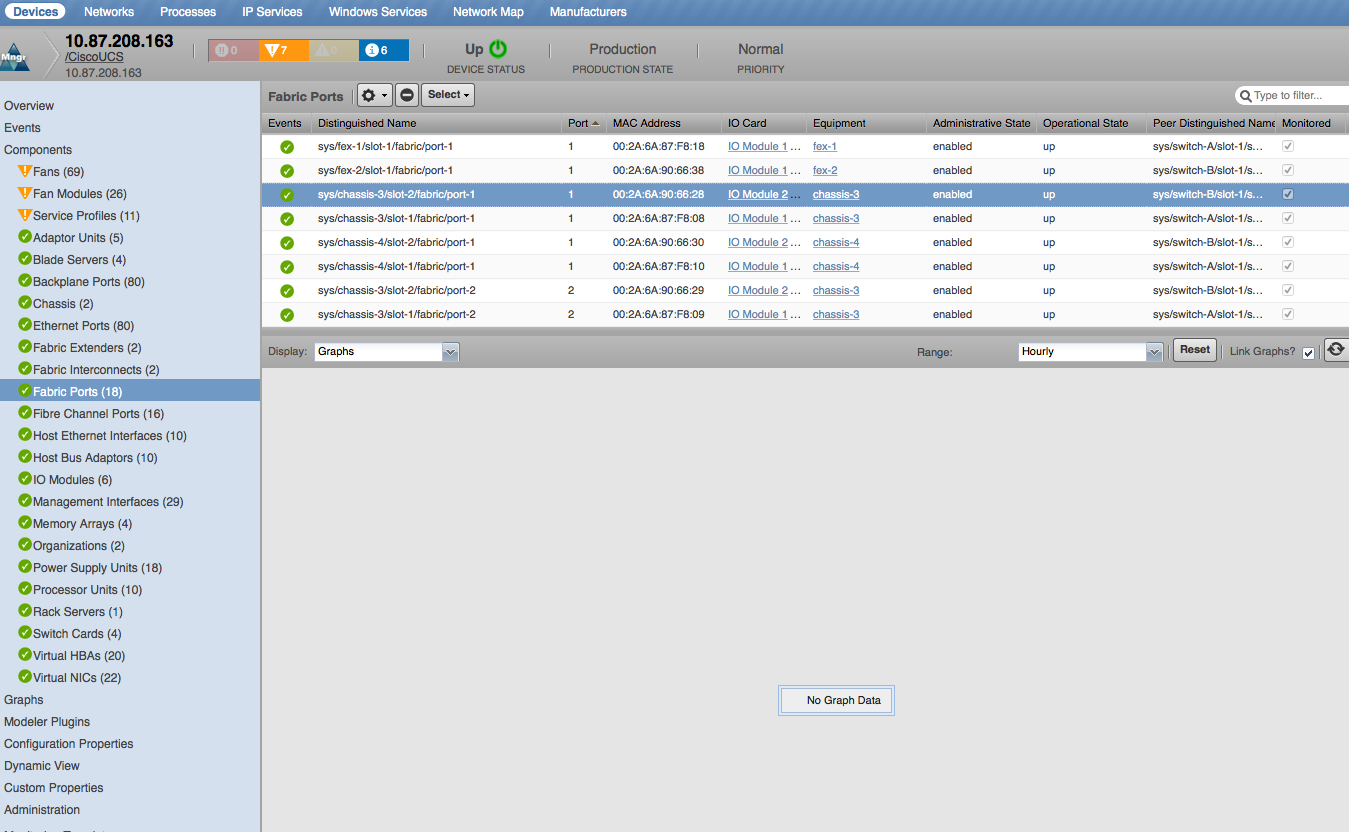 Devices Networks Processes IP Services Windows Services Network Map Manufacturers
Mngr
10.87.208.163
/CiscoUCS
10.87.208.163
0 7 0 6
Up
DEVICE STATUS
Production
PRODUCTION STATE
Normal
PRIORITY
Overview
Events
Components
Fans (69)
Fan Modules (26)
Service Profiles (11)
Adaptor Units (5)
Blade Servers (4)
Backplane Ports (80)
Chassis (2)
Ethernet Ports (80)
Fabric Extenders (2)
Fabric Interconnects (2)
Fabric Ports (18)
Fibre Channel Ports (16)
Host Ethernet Interfaces (10)
Host Bus Adaptors (10)
IO Modules (6)
Management Interfaces (29)
Memory Arrays (4)
Organizations (2)
Power Supply Units (18)
Processor Units (10)
Rack Servers (1)
Switch Cards (4)
Virtual HBAs (20)
Virtual NICs (22)
Graphs
Modeler Plugins
Configuration Properties
Dynamic View
Custom Properties
Administration
Fabric Ports Select Type to filter...
Events Distinguished Name Port MAC Address IO Card Equipment Administrative State Operational State Peer Distinguished Name Monitored
sys/fex-1/slot-1/fabric/port-1 1 00:2A:6A:87:F8:18 IO Module 1 ... fex-1 enabled up sys/switch-A/slot-1/s...
sys/fex-2/slot-1/fabric/port-1 1 00:2A:6A:90:66:38 IO Module 1 ... fex-2 enabled up sys/switch-B/slot-1/s...
sys/chassis-3/slot-2/fabric/port-1 1 00:2A:6A:90:66:28 IO Module 2 ... chassis-3 enabled up sys/switch-B/slot-1/s...
sys/chassis-3/slot-1/fabric/port-1 1 00:2A:6A:87:F8:08 IO Module 1 ... chassis-3 enabled up sys/switch-A/slot-1/s...
sys/chassis-4/slot-2/fabric/port-1 1 00:2A:6A:90:66:30 IO Module 2 ... chassis-4 enabled up sys/switch-B/slot-1/s...
sys/chassis-4/slot-1/fabric/port-1 1 00:2A:6A:87:F8:10 IO Module 1 ... chassis-4 enabled up sys/switch-A/slot-1/s...
sys/chassis-3/slot-2/fabric/port-2 2 00:2A:6A:90:66:29 IO Module 2 ... chassis-3 enabled up sys/switch-B/slot-1/s...
sys/chassis-3/slot-1/fabric/port-2 2 00:2A:6A:87:F8:09 IO Module 1 ... chassis-3 enabled up sys/switch-A/slot-1/s...
Display: Graphs Range: Hourly Reset Link Graphs?
No Graph Data